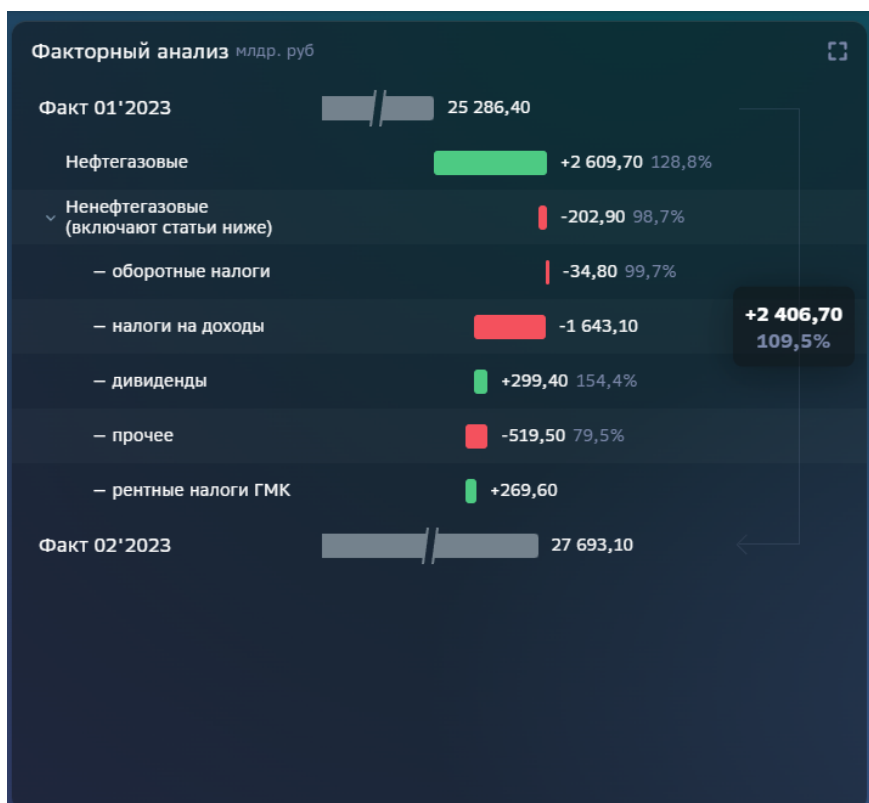 Факторный анализ млдр. руб
Факт 01'2023 25 286,40
Нефтегазовые +2 609,70 128,8%
Ненефтегазовые
(включают статьи ниже) -202,90 98,7%
— оборотные налоги -34,80 99,7%
— налоги на доходы -1 643,10
+2 406,70
109,5%
— дивиденды +299,40 154,4%
— прочее -519,50 79,5%
— рентные налоги ГМК +269,60
Факт 02'2023 27 693,10